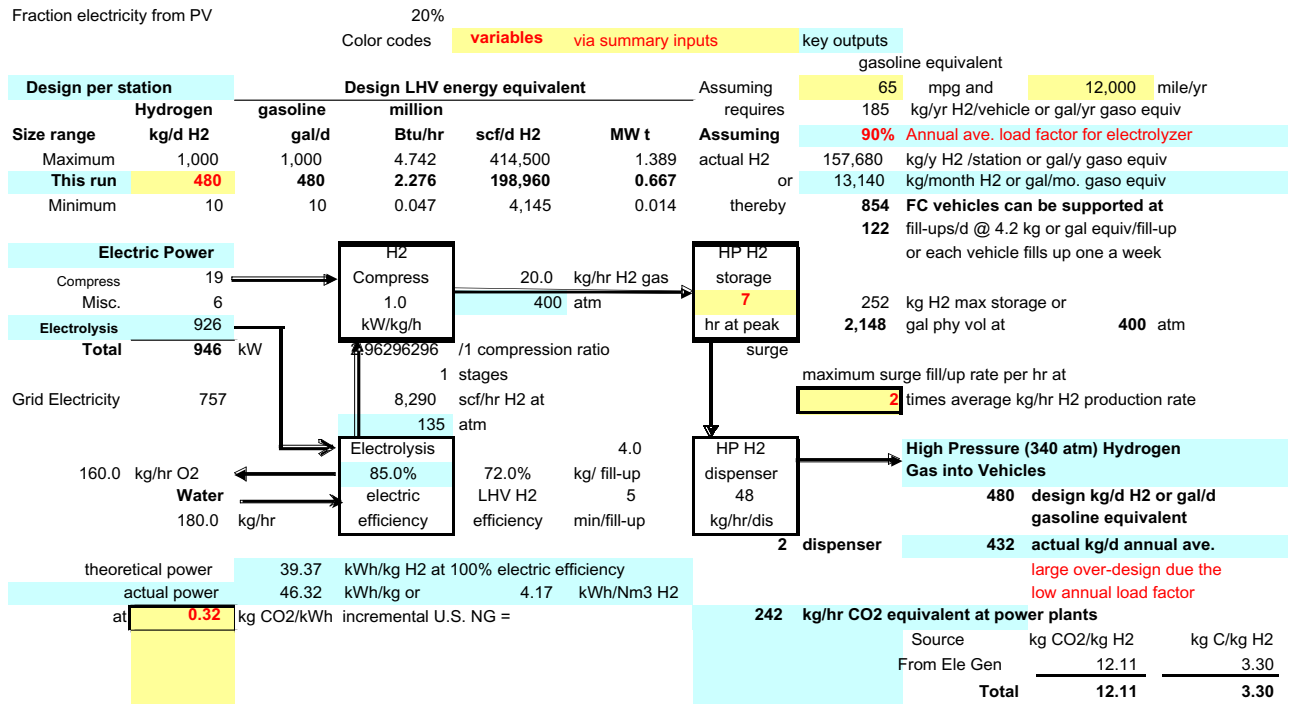 Fraction electricity from PV 20%
Color codes variables via summary inputs key outputs
gasoline equivalent
Design per station Design LHV energy equivalent Assuming 65 mpg and 12,000 mile/yr
Hydrogen gasoline million requires 185 kg/yr H2/vehicle or gal/yr gaso equiv
Size range kg/d H2 gal/d Btu/hr scf/d H2 MW t Assuming 90% Annual ave. load factor for electrolyzer
Maximum 1,000 1,000 4.742 414,500 1.389 actual H2 157,680 kg/y H2 /station or gal/y gaso equiv
This run 480 480 2.276 198,960 0.667 or 13,140 kg/month H2 or gal/mo. gaso equiv
Minimum 10 10 0.047 4,145 0.014 thereby 854 FC vehicles can be supported at
122 fill-ups/d @ 4.2 kg or gal equiv/fill-up
Electric Power H2 HP H2 or each vehicle fills up one a week
Compress 19 Compress 20.0 kg/hr H2 gas storage
Misc. 6 1.0 400 atm 7 252 kg H2 max storage or
Electrolysis 926 kW/kg/h hr at peak 2,148 gal phy vol at 400 atm
Total 946 kW 2.96296296 /1 compression ratio surge
1 stages maximum surge fill/up rate per hr at
Grid Electricity 757 8,290 scf/hr H2 at 2 times average kg/hr H2 production rate
135 atm
Electrolysis 4.0 HP H2 High Pressure (340 atm) Hydrogen
160.0 kg/hr O2 85.0% 72.0% kg/ fill-up dispenser Gas into Vehicles
Water electric LHV H2 5 48 480 design kg/d H2 or gal/d
180.0 kg/hr efficiency efficiency min/fill-up kg/hr/dis gasoline equivalent
2 dispenser 432 actual kg/d annual ave.
theoretical power 39.37 kWh/kg H2 at 100% electric efficiency large over-design due the
actual power 46.32 kWh/kg or 4.17 kWh/Nm3 H2 low annual load factor
at 0.32 kg CO2/kWh incremental U.S. NG = 242 kg/hr CO2 equivalent at power plants
Source kg CO2/kg H2 kg C/kg H2
From Ele Gen 12.11 3.30
Total 12.11 3.30